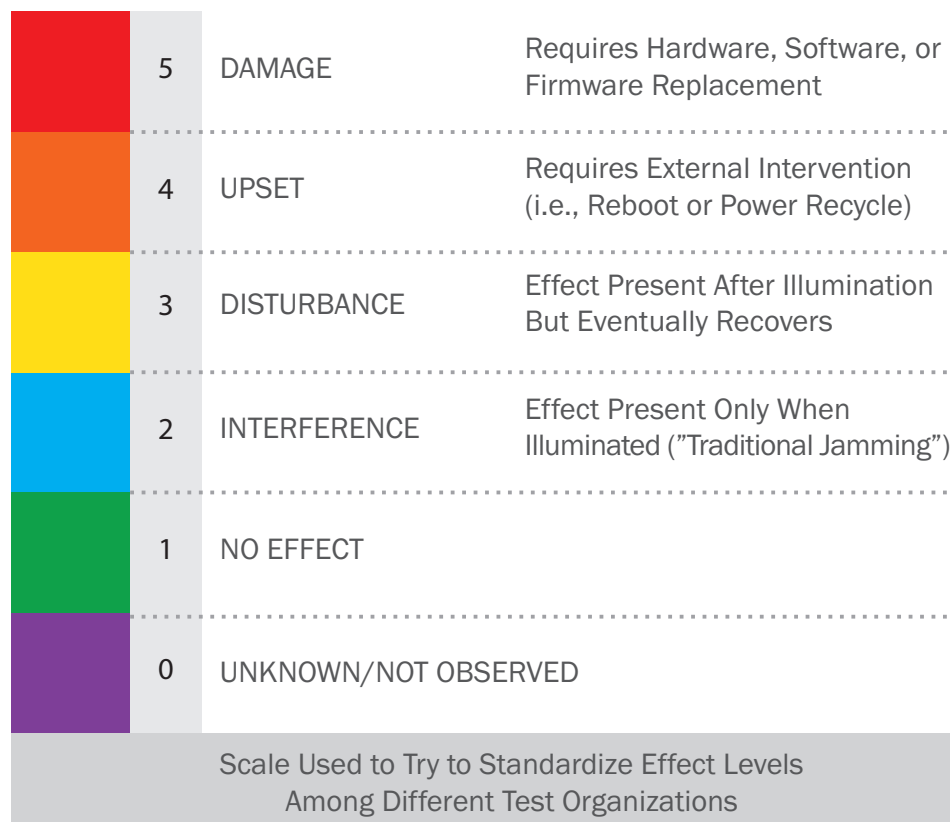 5 DAMAGE Requires Hardware, Software, or
Firmware Replacement
4 UPSET Requires External Intervention
(i.e., Reboot or Power Recycle)
3 DISTURBANCE Effect Present After Illumination
But Eventually Recovers
2 INTERFERENCE Effect Present Only When
Illuminated (”Traditional Jamming”)
1 NO EFFECT
0 UNKNOWN/NOT OBSERVED
Scale Used to Try to Standardize Effect Levels
Among Different Test Organizations